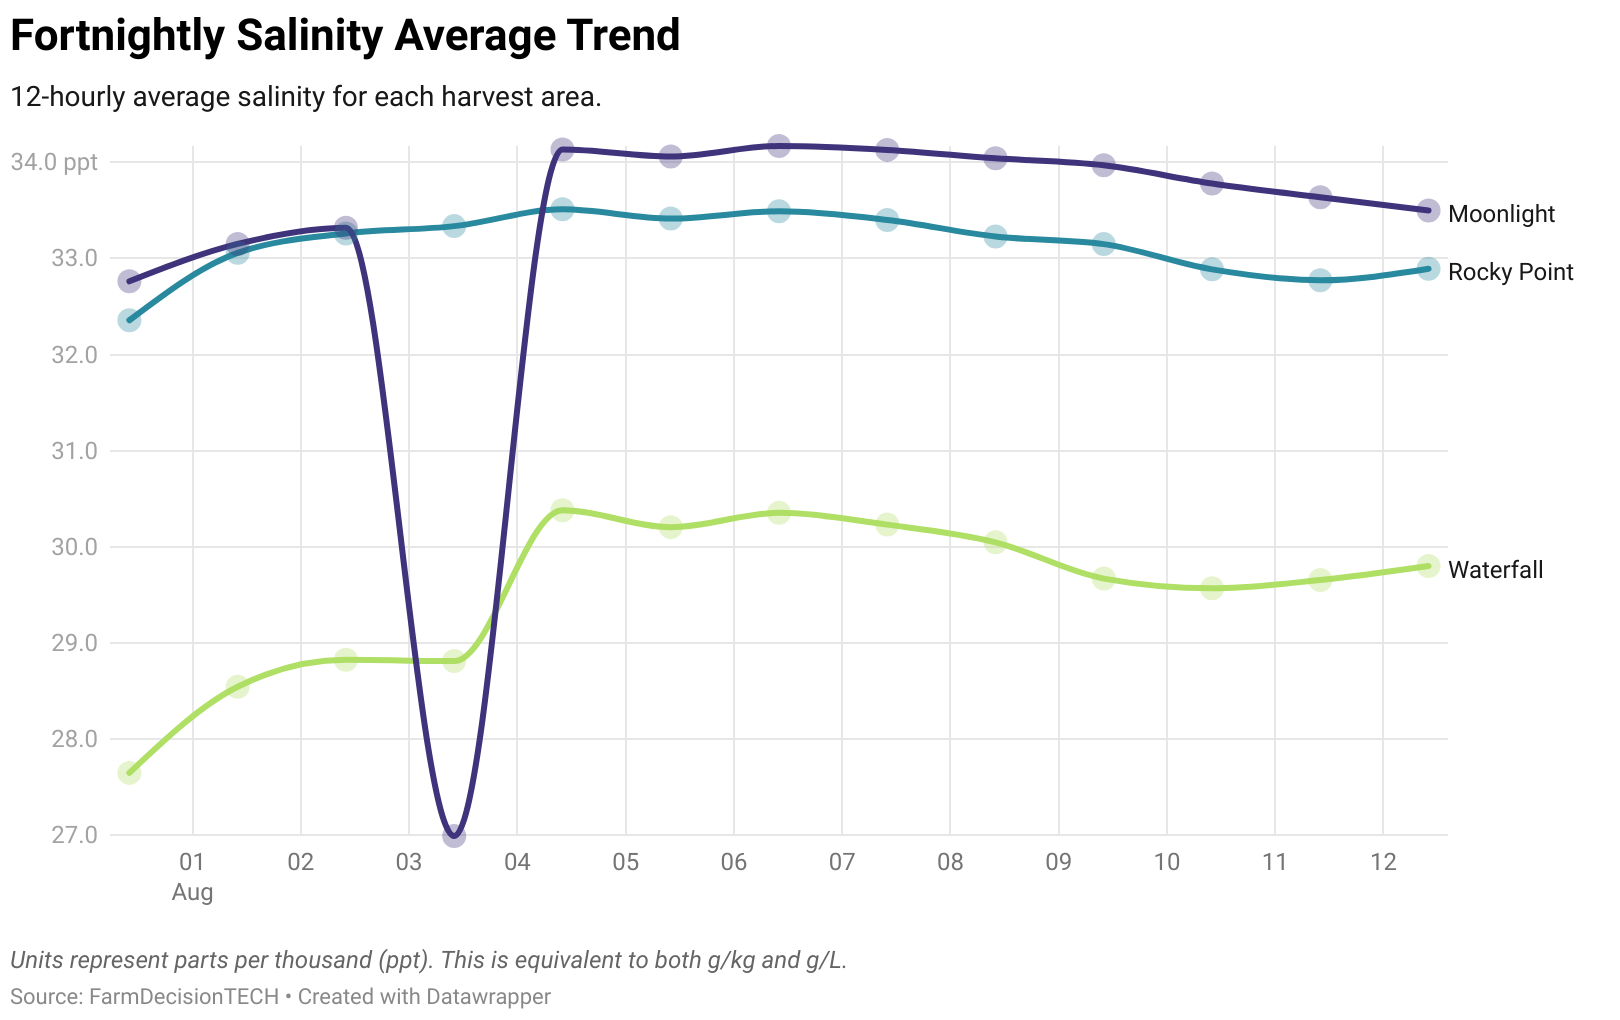 Fortnightly Salinity Average Trend
12-hourly average salinity for each harvest area.
34.0 ppt
33.0
32.0
31.0
30.0
29.0
28.0
27.0
Moonlight
Rocky Point
Waterfall
01 02 03 04 05 06 07 08 09 10 11 12
Aug
Units represent parts per thousand (ppt). This is equivalent to both g/kg and g/L.
Source: FarmDecisionTECH • Created with Datawrapper